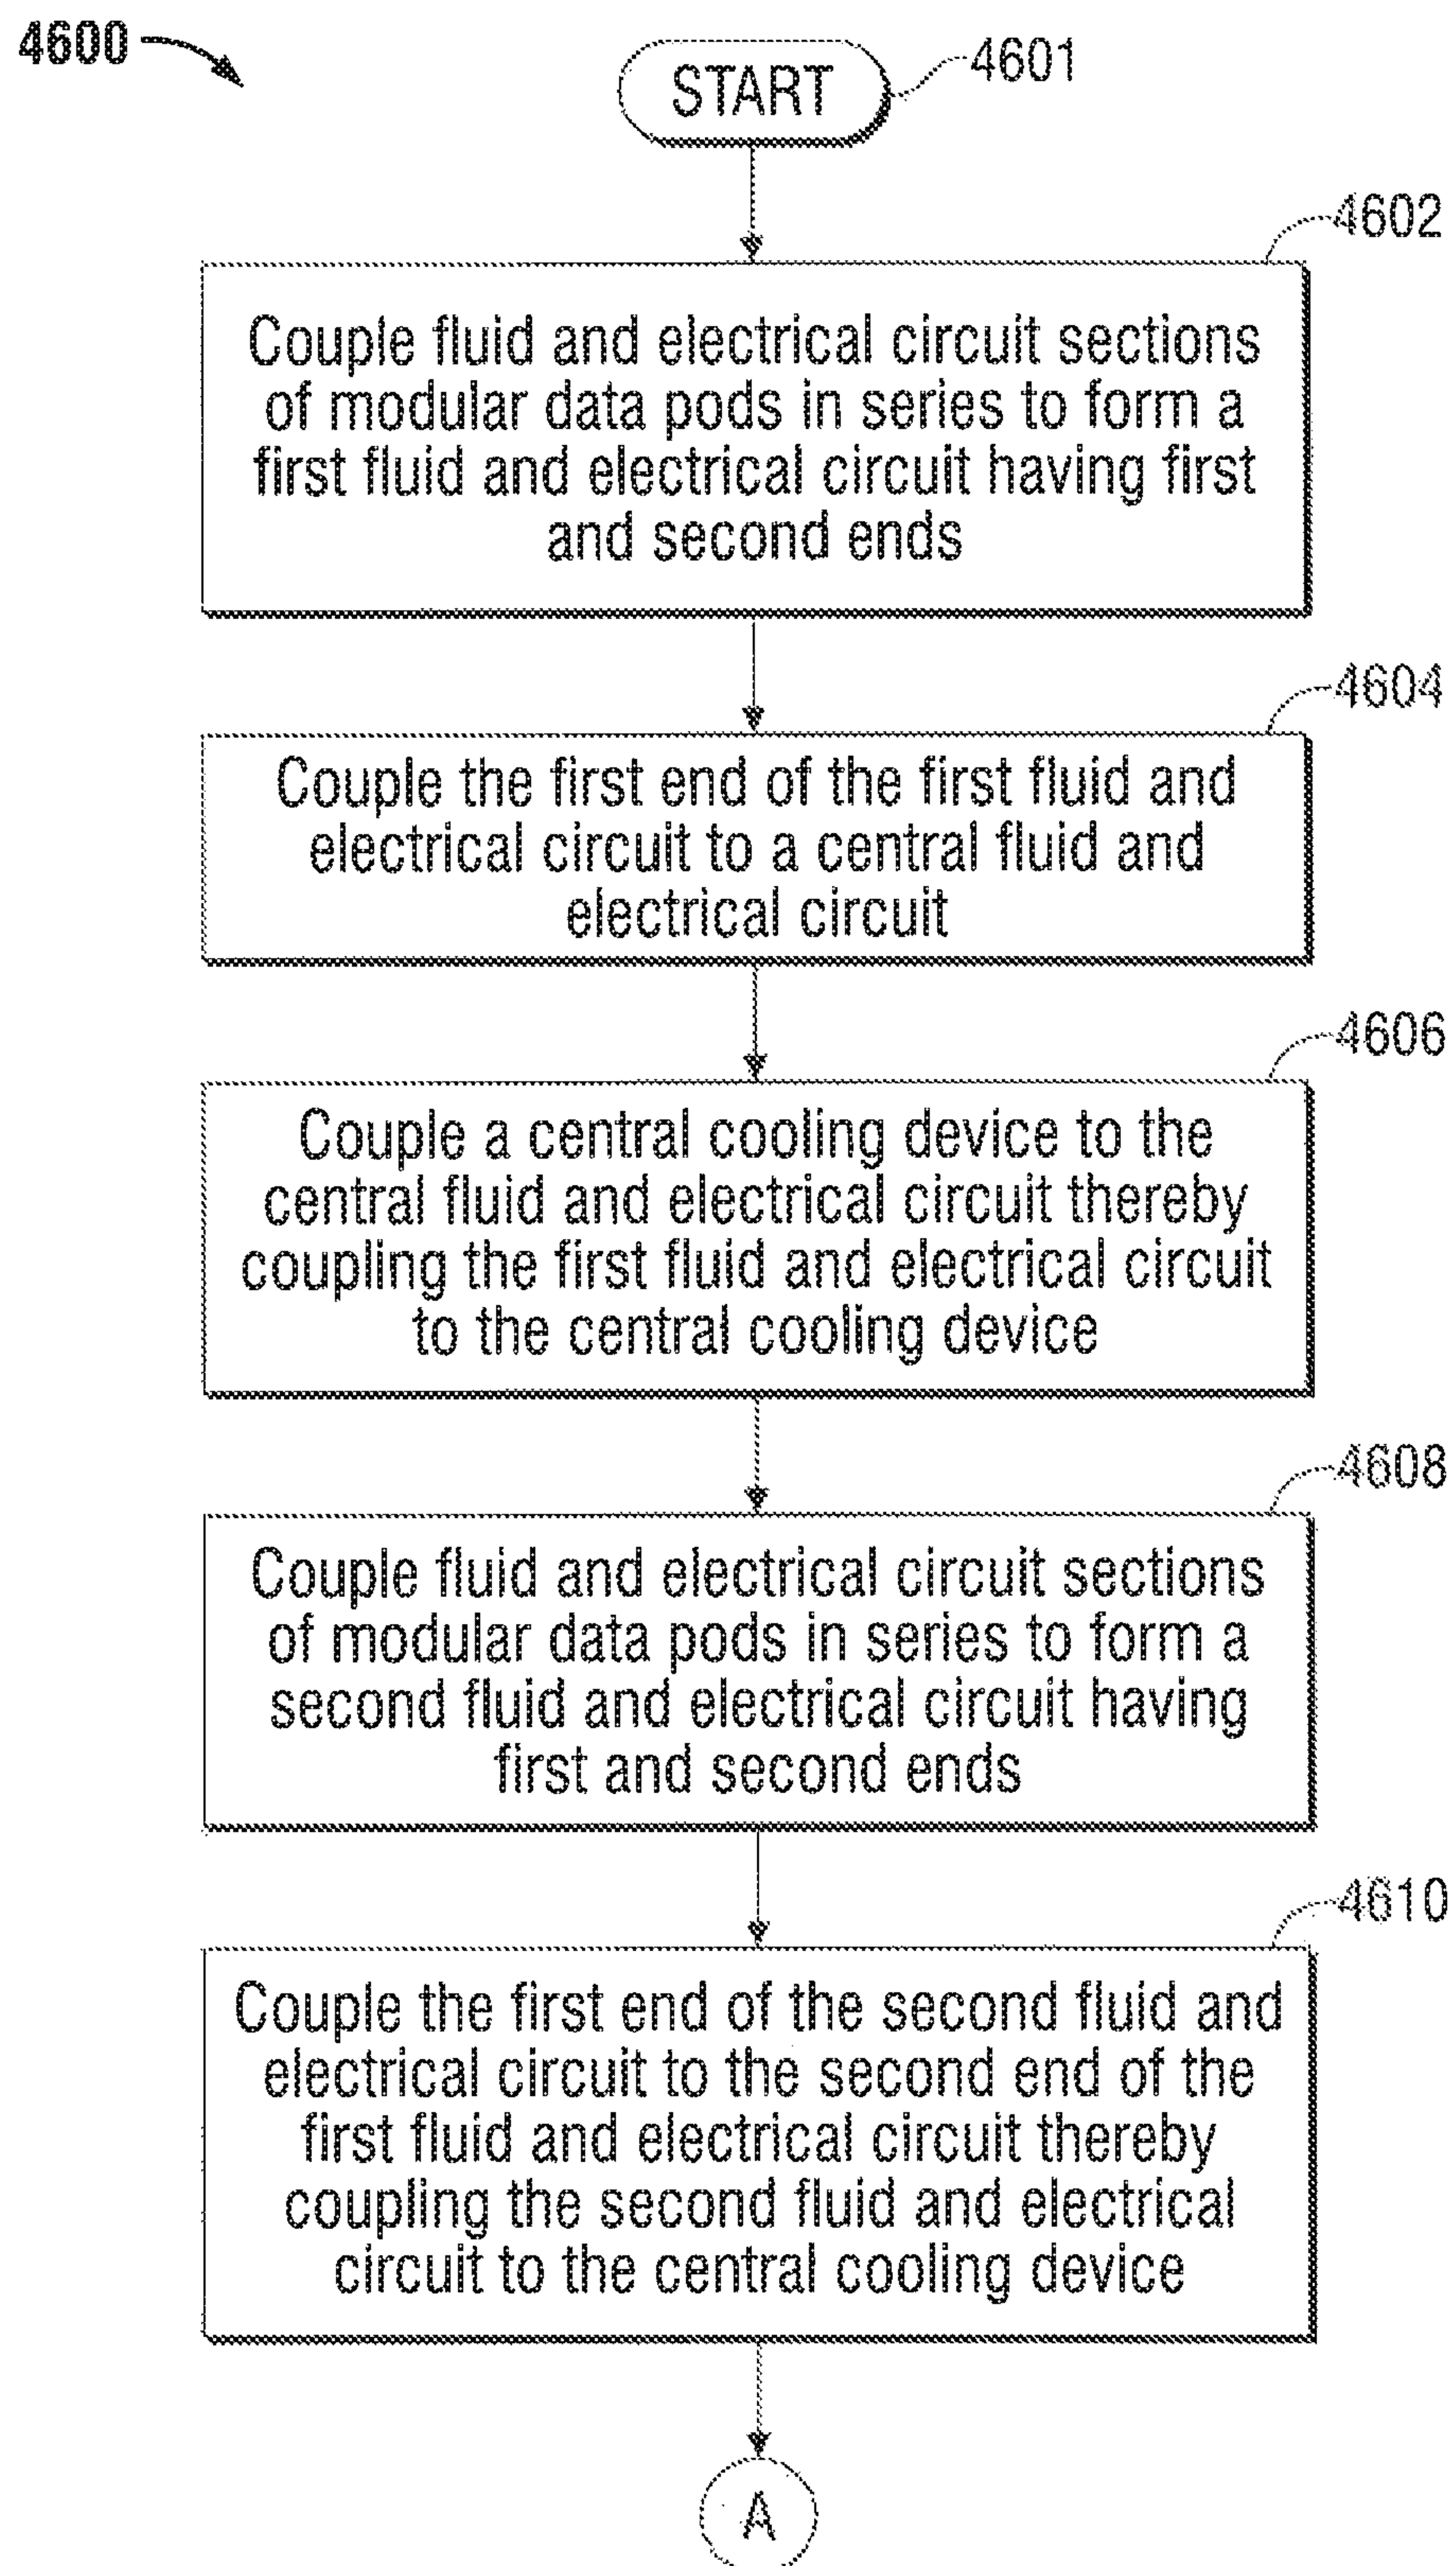 4600
START
4601
4602
Couple fluid and electrical circuit sections
of modular data pods in series to form a
first fluid and electrical circuit having first
and second ends
4604
Couple the first end of the first fluid and
electrical circuit to a central fluid and
electrical circuit
4606
Couple a central cooling device to the
central fluid and electrical circuit thereby
coupling the first fluid and electrical circuit
to the central cooling device
4608
Couple fluid and electrical circuit sections
of modular data pods in series to form a
second fluid and electrical circuit having
first and second ends
4610
Couple the first end of the second fluid and
electrical circuit to the second end of the
first fluid and electrical circuit thereby
coupling the second fluid and electrical
circuit to the central cooling device
A